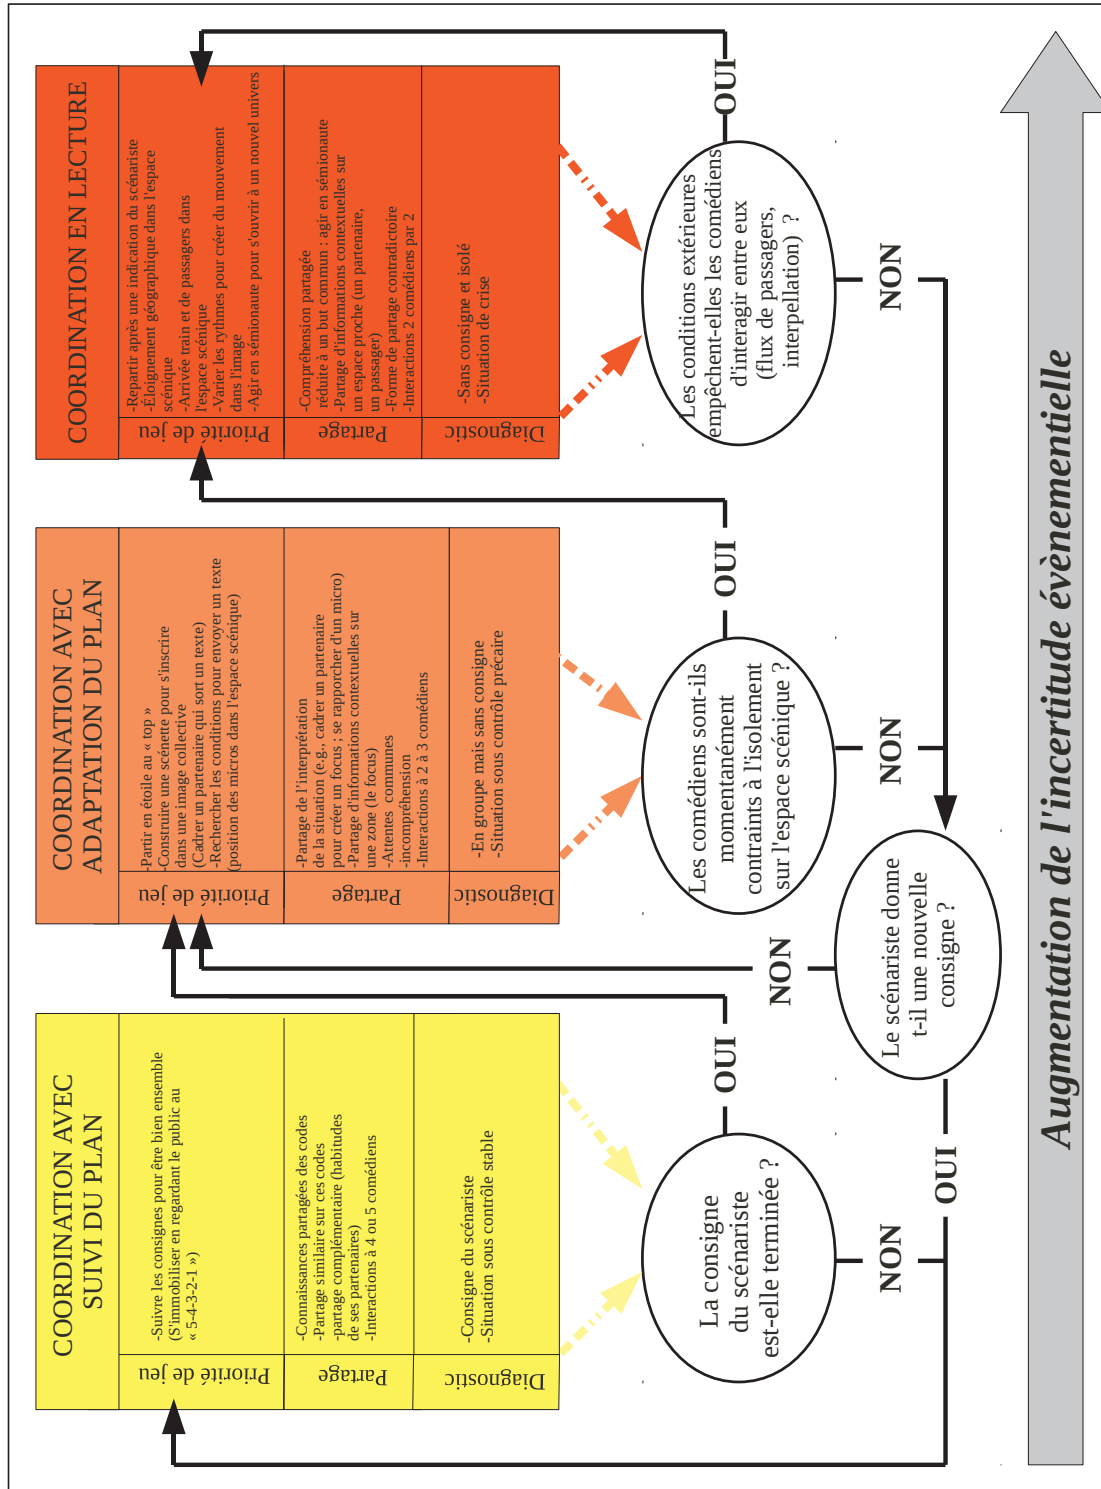 COORDINATION AVEC
SUIVI DU PLAN
Priorité de jeu
-Suivre les consignes pour être bien ensemble
(S'immobiliser en regardant le public au
« 5-4-3-2-1 »)
Partage
-Connaissances partagées des codes
-Partage similaire sur ces codes
-partage complémentaire (habitudes
de ses partenaires)
-Interactions à 4 ou 5 comédiens
Diagnostic
-Consigne du scénariste
-Situation sous contrôle stable
COORDINATION AVEC
ADAPTATION DU PLAN
Priorité de jeu
-Partir en étoile au « top »
-Construire une scénette pour s'inscrire
dans une image collective
(Cadrer un partenaire qui sort un texte)
-Rechercher les conditions pour envoyer un texte
(position des micros dans l'espace scénique)
Partage
-Partage de l'interprétation
de la situation (e.g., cadrer un partenaire
pour créer un focus ; se rapporcher d'un micro)
-Partage d'informations contextuelles sur
une zone (le focus)
-Attentes communes
-incompréhension
-Interactions à 2 à 3 comédiens
Diagnostic
-En groupe mais sans consigne
-Situation sous contrôle précaire
COORDINATION EN LECTURE
Priorité de jeu
-Repartir après une indication du scénariste
-Éloignement géographique dans l'espace
scénique
-Arrivée train et de passagers dans
l'espace scénique
-Varier les rythmes pour créer du mouvement
dans l'image
-Agir en sémionaute pour s'ouvrir à un nouvel univers
Partage
-Compréhension partagée
réduite à un but commun : agir en sémionaute
-Partage d'informations contextuelles sur
un espace proche (un partenaire,
un passager)
-Forme de partage contradictoire
-Interactions 2 comédiens par 2
Diagnostic
-Sans consigne et isolé
-Situation de crise
La consigne
du scénariste
est-elle terminée ?
OUI
NON
Les comédiens sont-ils
momentanément
contraints à l'isolement
sur l'espace scénique ?
OUI
NON
Les conditions extérieures
empêchent-elles les comédiens
d'interagir entre eux
(flux de passagers,
interpellation) ?
OUI
NON
Le scénariste donne
t-il une nouvelle
consigne ?
NON
OUI
Augmentation de l'incertitude évènementielle